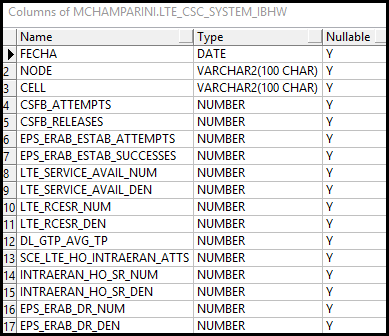 Columns of MCHAMPARINI.LTE_CSC_SYSTEM_IBHW
Name Type Nullable
FECHA DATE Y
2 NODE VARCHAR2(100 CHAR) Y
3 CELL VARCHAR2(100 CHAR) Y
4 CSFB_ATTEMPTS NUMBER Y
5 CSFB_RELEASES NUMBER Y
6 EPS_ERAB_ESTAB_ATTEMPTS NUMBER Y
7 EPS_ERAB_ESTAB_SUCCESSES NUMBER Y
8 LTE_SERVICE_AVAIL_NUM NUMBER Y
9 LTE_SERVICE_AVAIL_DEN NUMBER Y
10 LTE_RCESR_NUM NUMBER Y
11 LTE_RCESR_DEN NUMBER Y
12 DL_GTP_AVG_TP NUMBER Y
13 SCE_LTE_HO_INTRAERAN_ATTS NUMBER Y
14 INTRAERAN_HO_SR_NUM NUMBER Y
15 INTRAERAN_HO_SR_DEN NUMBER Y
16 EPS_ERAB_DR_NUM NUMBER Y
17 EPS_ERAB_DR_DEN NUMBER Y